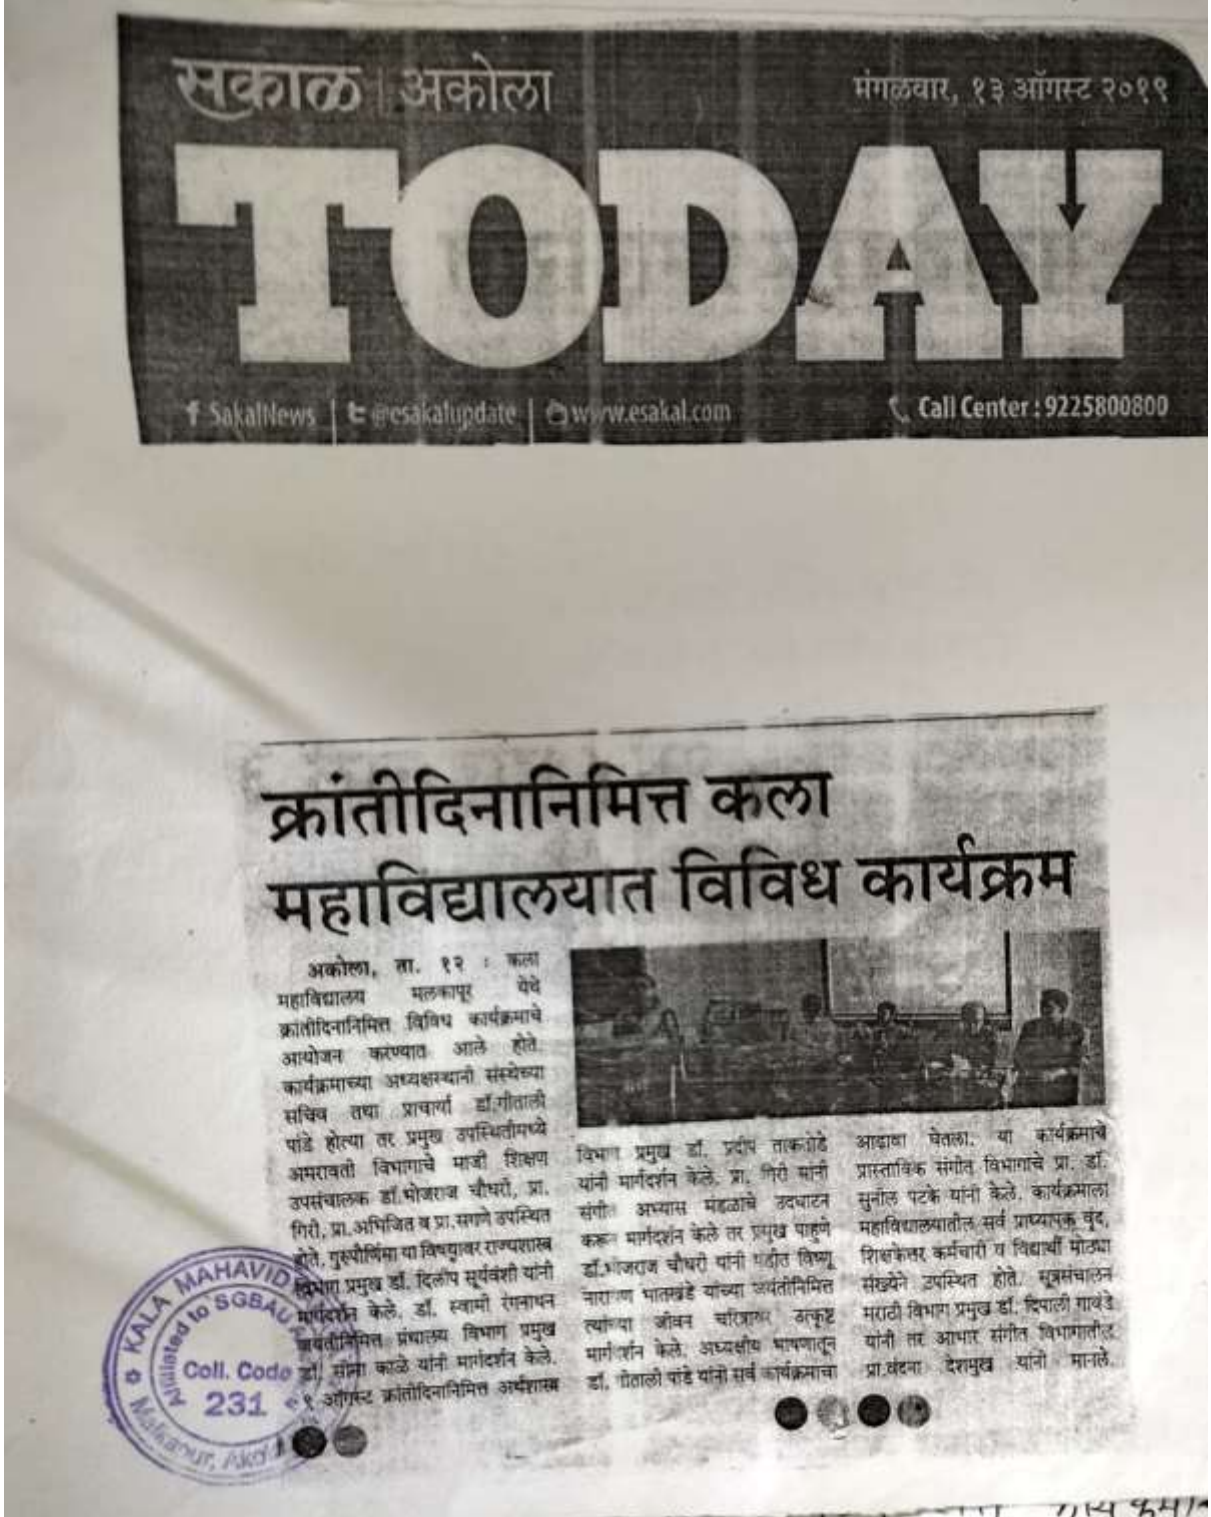 सकाळ | अकोला
मंगळवार, १३ ऑगस्ट २०१९
TODAY
SakalNews | @esakalupdate | www.esakal.com
Call Center : 9225800800
क्रांतीदिनानिमित्त कला
महाविद्यालयात विविध कार्यक्रम
अकोला, ता. १२ : कला
महाविद्यालय मलकापूर येथे
क्रांतीदिनानिमित्त विविध कार्यक्रमाचे
आयोजन करण्यात आले होते.
कार्यक्रमाच्या अध्यक्षस्थानी संस्थेच्या
सचिव तथा प्राचार्या डॉ.गीताली
पांडे होत्या तर प्रमुख उपस्थितीमध्ये
अमरावती विभागाचे माजी शिक्षण
उपसंचालक डॉ.भोजराज चौधरी, प्रा.
गिरी, प्रा.अभिजित व प्रा.सगणे उपस्थित
होते, गुरुपौर्णिमा या विषयावर राज्यशास्त्र
विभाग प्रमुख डॉ. दिलीप सूर्यवंशी यांनी
मार्गदर्शन केले. डॉ. स्वामी रंगनाथन
जयंतीनिमित्त ग्रंथालय विभाग प्रमुख
डॉ. सीमा काळे यांनी मार्गदर्शन केले.
९ ऑगस्ट क्रांतीदिनानिमित्त अर्थशास्त्र
विभाग प्रमुख डॉ. प्रदीप ताकतोडे
यांनी मार्गदर्शन केले. प्रा. गिरी यांनी
संगीत अभ्यास मंडळाचे उदघाटन
करून मार्गदर्शन केले तर प्रमुख पाहुणे
डॉ.भोजराज चौधरी यांनी पंडीत विष्णू
नारायण भातखंडे यांच्या जयंतीनिमित
त्यांच्या जीवन चरित्रावर उत्कृष्ट
मार्गदर्शन केले. अध्यक्षीय भाषणातून
डॉ. गीताली पांडे यांनी सर्व कार्यक्रमाचा
आढावा घेतला. या कार्यक्रमाचे
प्रास्ताविक संगीत विभागाचे प्रा. डॉ.
सुनील पटके यांनी केले. कार्यक्रमाला
महाविद्यालयातील सर्व प्राध्यापक वृंद,
शिक्षकेत्तर कर्मचारी व विद्यार्थी मोठ्या
संख्येने उपस्थित होते. सूत्रसंचालन
मराठी विभाग प्रमुख डॉ. दिपाली गावंडे
यांनी तर आभार संगीत विभागातील
प्रा.वंदना देशमुख यांनी मानले.
KALA MAHAVID
Affiliated to SGBAU
Coll. Code
231
Malkapur, Akola